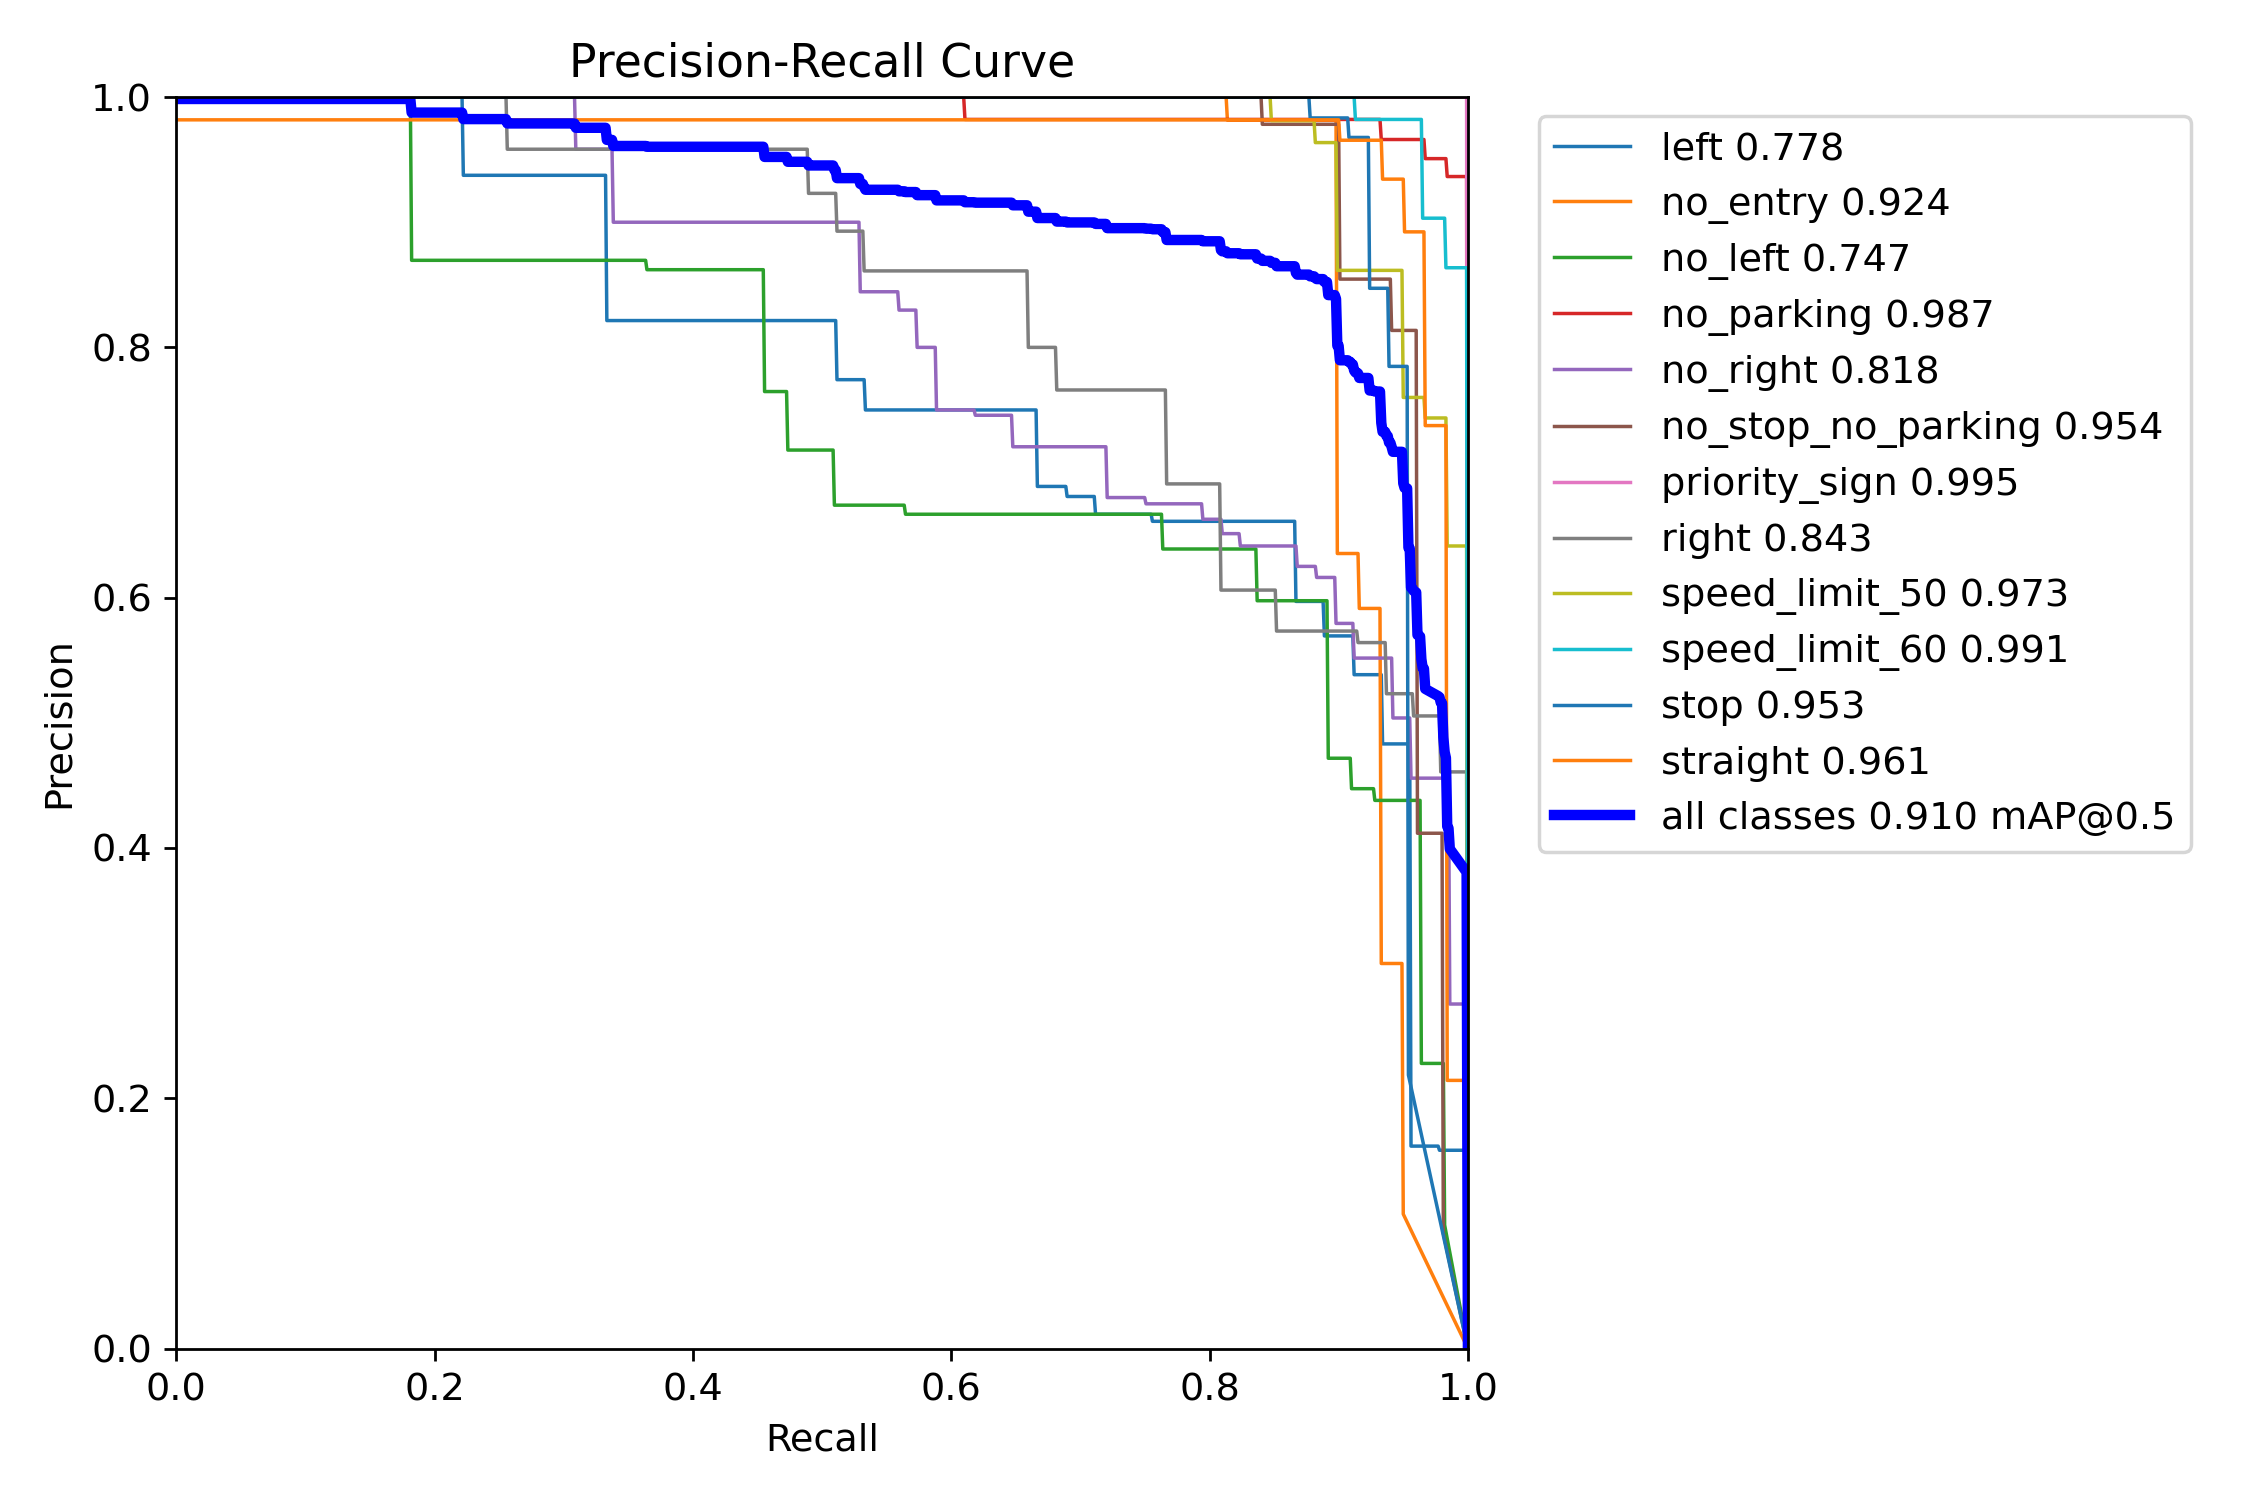 Precision-Recall Curve
1.0
0.8
0.6
0.4
0.2
0.0
Precision
0.0 0.2 0.4 0.6 0.8 1.0
Recall
left 0.778
no_entry 0.924
no_left 0.747
no_parking 0.987
no_right 0.818
no_stop_no_parking 0.954
priority_sign 0.995
right 0.843
speed_limit_50 0.973
speed_limit_60 0.991
stop 0.953
straight 0.961
all classes 0.910 mAP@0.5